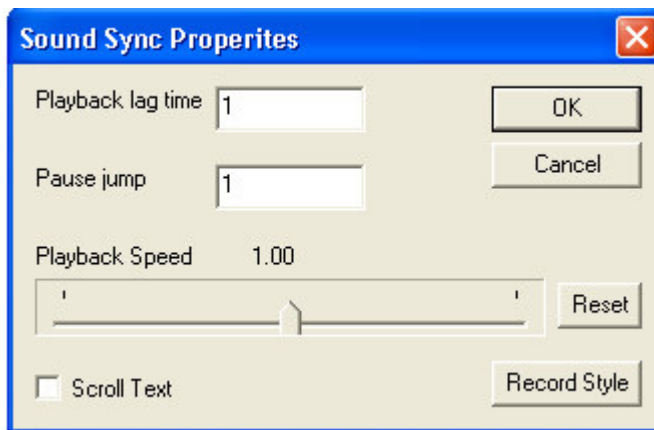 Sound Sync Properites
Playback lag time 1
OK
Cancel
Pause jump 1
Playback Speed 1.00
Reset
Scroll Text
Record Style